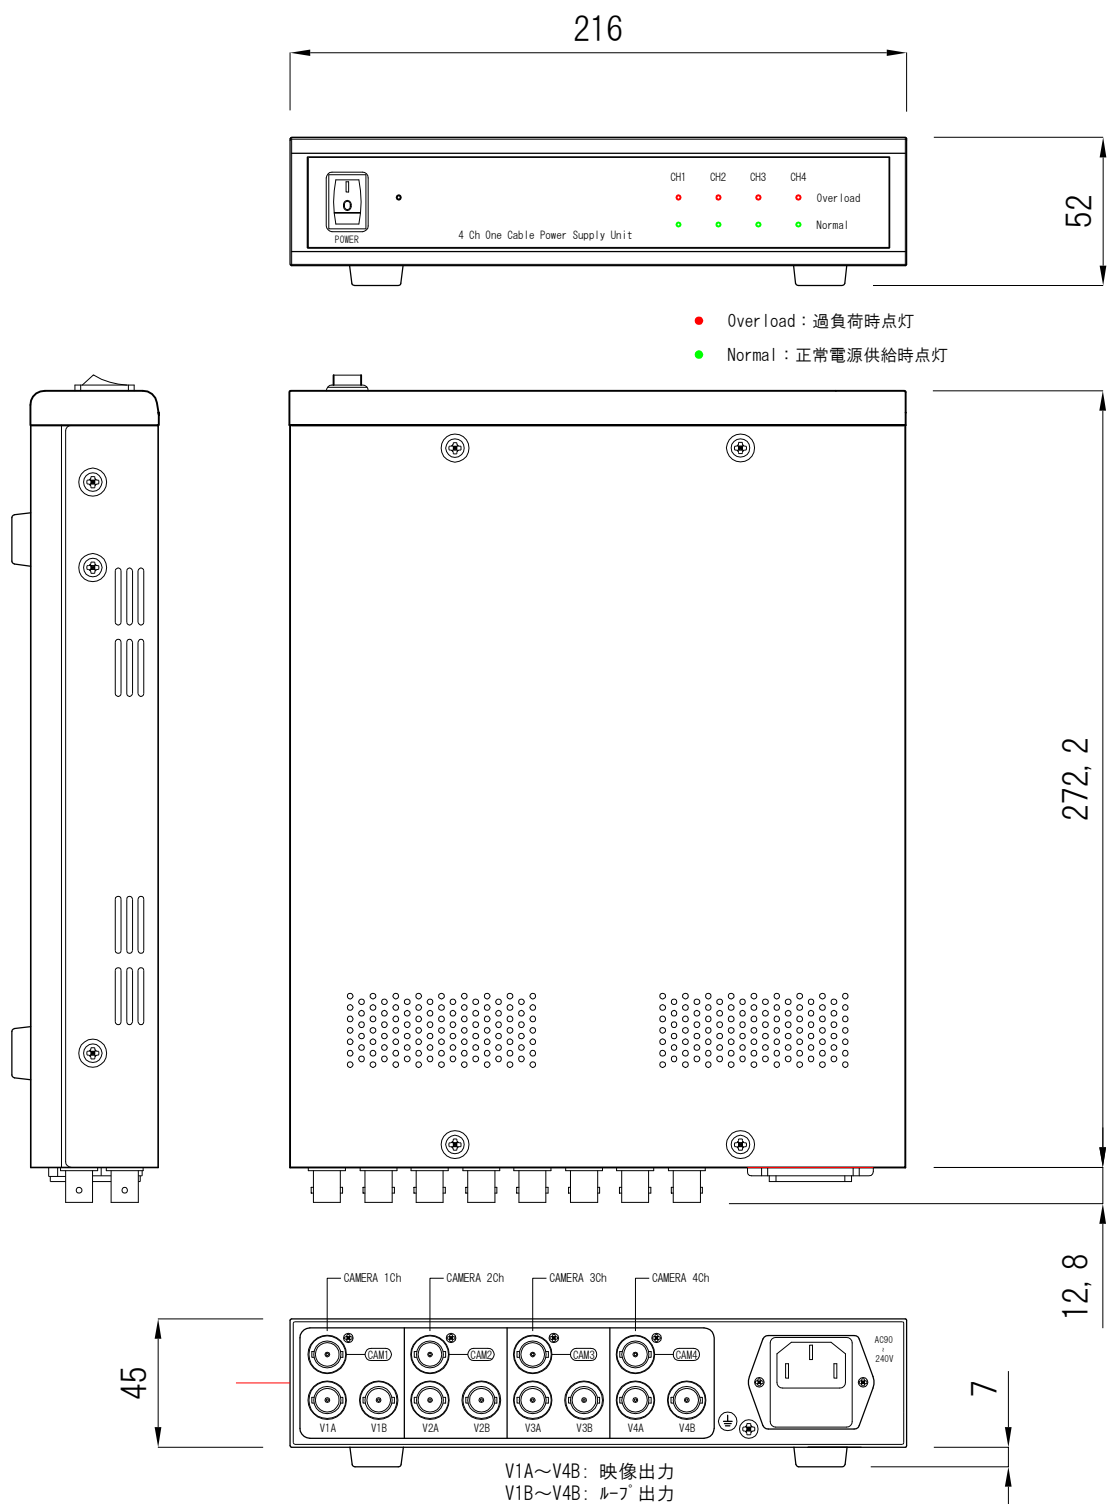 216
CH1 CH2 CH3 CH4
Overload
Normal
POWER
4 Ch One Cable Power Supply Unit
52
Overload：過負荷時点灯
Normal：正常電源供給時点灯
272,2
12,8
CAMERA 1Ch CAMERA 2Ch CAMERA 3Ch CAMERA 4Ch
CAM1 CAM2 CAM3 CAM4
AC90
~
240V
45
7
V1A V1B V2A V2B V3A V3B V4A V4B
V1A～V4B: 映像出力
V1B～V4B: ﾙｰﾌﾟ出力